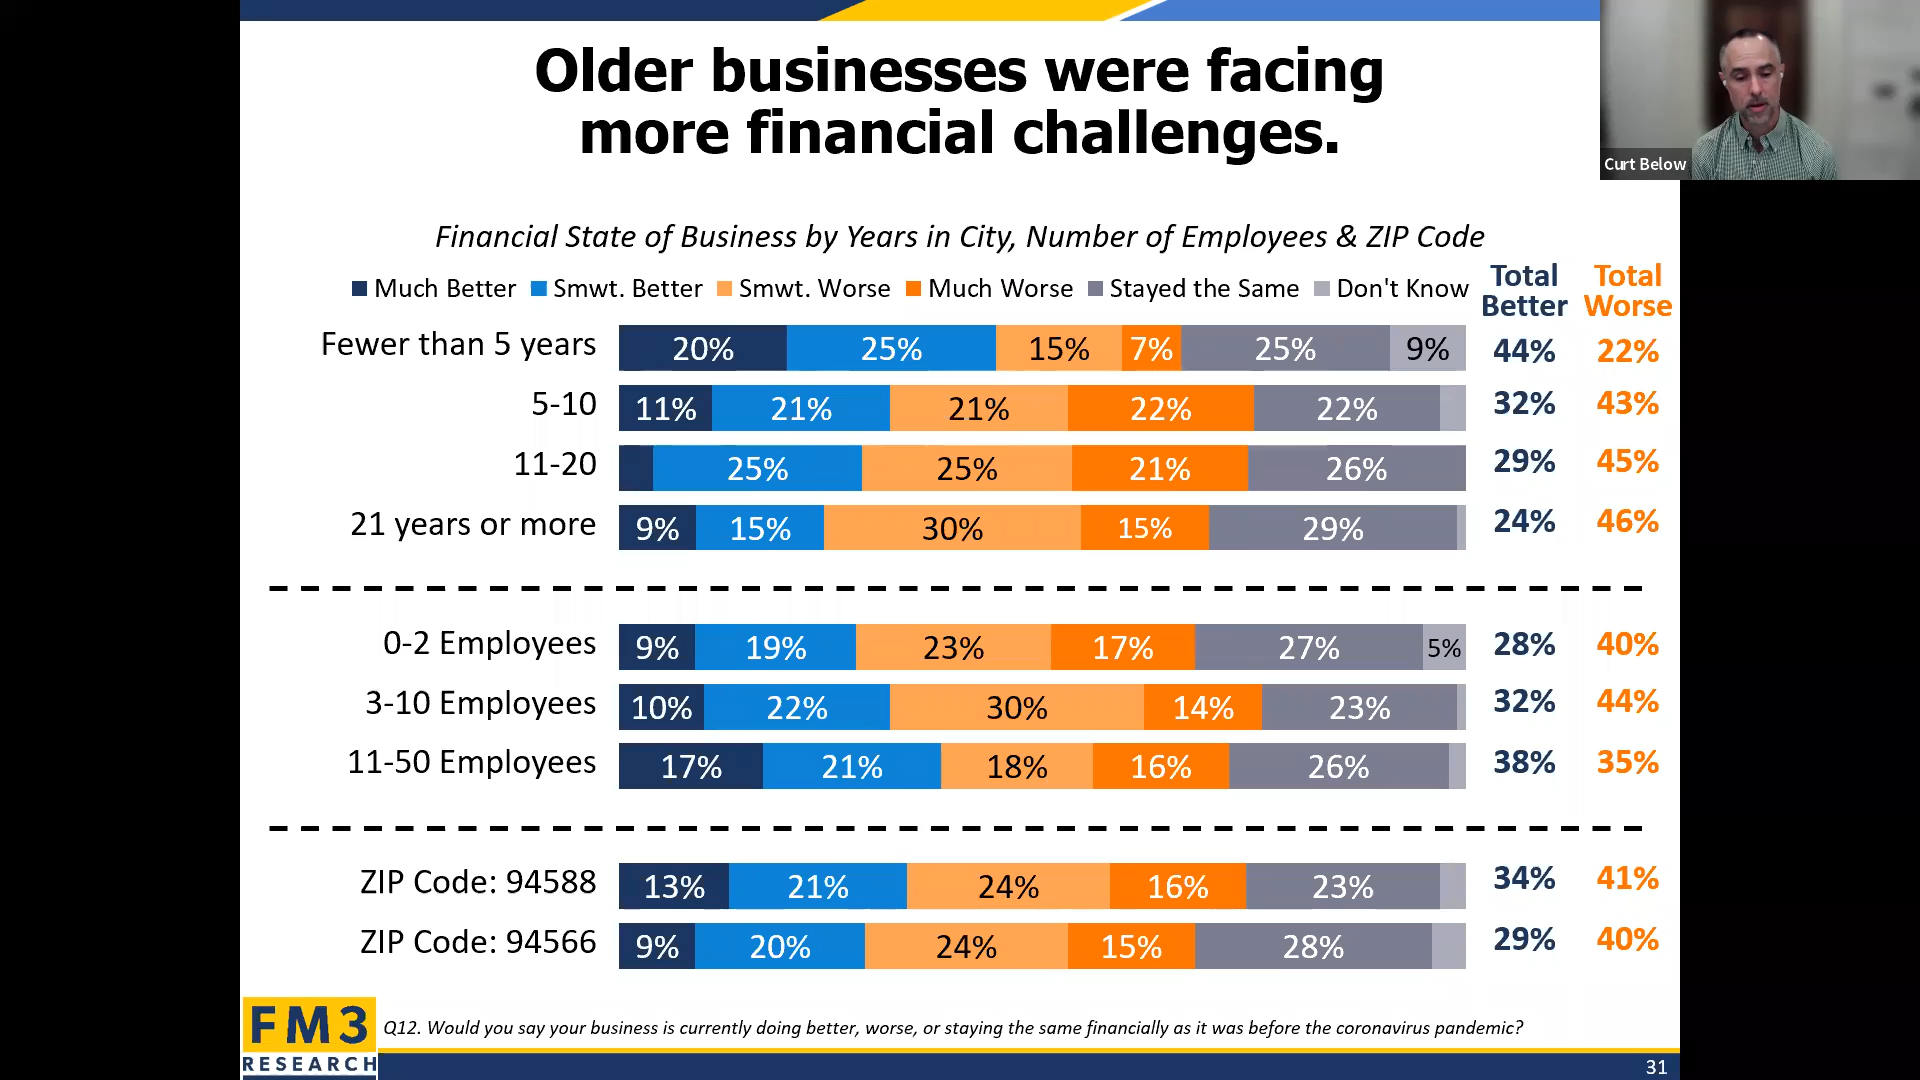 Older businesses were facing
more financial challenges.
Curt Below
Financial State of Business by Years in City, Number of Employees & ZIP Code
Much Better Smwt. Better Smwt. Worse Much Worse Stayed the Same Don't Know
Total Better Total Worse
Fewer than 5 years 20% 25% 15% 7% 25% 9% 44% 22%
5-10 11% 21% 21% 22% 22% 32% 43%
11-20 25% 25% 21% 26% 29% 45%
21 years or more 9% 15% 30% 15% 29% 24% 46%
0-2 Employees 9% 19% 23% 17% 27% 5% 28% 40%
3-10 Employees 10% 22% 30% 14% 23% 32% 44%
11-50 Employees 17% 21% 18% 16% 26% 38% 35%
ZIP Code: 94588 13% 21% 24% 16% 23% 34% 41%
ZIP Code: 94566 9% 20% 24% 15% 28% 29% 40%
FM3
RESEARCH
Q12. Would you say your business is currently doing better, worse, or staying the same financially as it was before the coronavirus pandemic?
31